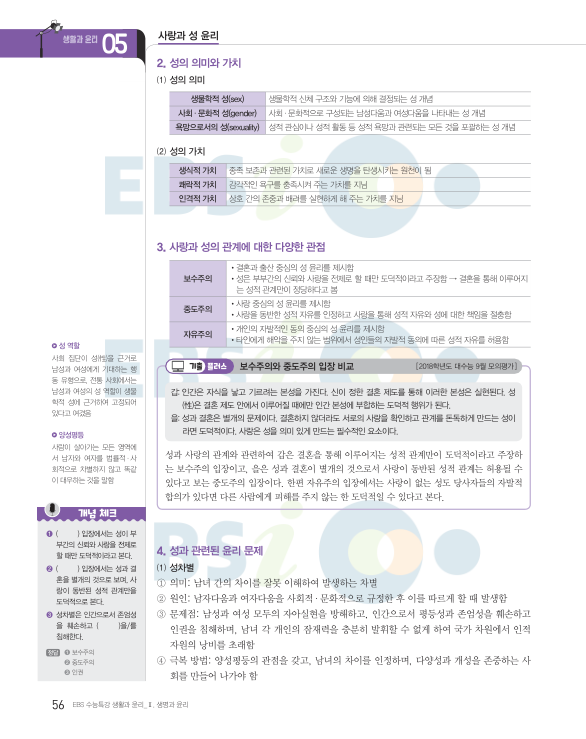 생활과 윤리 05
사랑과 성 윤리
2. 성의 의미와 가치
(1) 성의 의미
생물학적 성(sex) 생물학적 신체 구조와 기능에 의해 결정되는 성 개념
사회·문화적 성(gender) 사회·문화적으로 구성되는 남성다움과 여성다움을 나타내는 성 개념
욕망으로서의 성(sexuality) 성적 관심이나 성적 활동 등 성적 욕망과 관련되는 모든 것을 포괄하는 성 개념
(2) 성의 가치
생식적 가치 종족 보존과 관련된 가치로 새로운 생명을 탄생시키는 원천이 됨
쾌락적 가치 감각적인 욕구를 충족시켜 주는 가치를 지님
인격적 가치 상호 간의 존중과 배려를 실현하게 해 주는 가치를 지님
3. 사랑과 성의 관계에 대한 다양한 관점
보수주의
• 결혼과 출산 중심의 성 윤리를 제시함
• 성은 부부간의 신뢰와 사랑을 전제로 할 때만 도덕적이라고 주장함 → 결혼을 통해 이루어지
는 성적 관계만이 정당하다고 봄
중도주의
• 사랑 중심의 성 윤리를 제시함
• 사랑을 동반한 성적 자유를 인정하고 사랑을 통해 성적 자유와 성에 대한 책임을 절충함
자유주의
• 개인의 자발적인 동의 중심의 성 윤리를 제시함
• 타인에게 해악을 주지 않는 범위에서 성인들의 자발적 동의에 따른 성적 자유를 허용함
기출 플러스 보수주의와 중도주의 입장 비교 [2018학년도 대수능 9월 모의평가]
갑: 인간은 자식을 낳고 기르려는 본성을 가진다. 신이 정한 결혼 제도를 통해 이러한 본성은 실현된다. 성
(性)은 결혼 제도 안에서 이루어질 때에만 인간 본성에 부합하는 도덕적 행위가 된다.
을: 성과 결혼은 별개의 문제이다. 결혼하지 않더라도 서로의 사랑을 확인하고 관계를 돈독하게 만드는 성이
라면 도덕적이다. 사랑은 성을 의미 있게 만드는 필수적인 요소이다.
성과 사랑의 관계와 관련하여 갑은 결혼을 통해 이루어지는 성적 관계만이 도덕적이라고 주장하
는 보수주의 입장이고, 을은 성과 결혼이 별개의 것으로서 사랑이 동반된 성적 관계는 허용될 수
있다고 보는 중도주의 입장이다. 한편 자유주의 입장에서는 사랑이 없는 성도 당사자들의 자발적
합의가 있다면 다른 사람에게 피해를 주지 않는 한 도덕적일 수 있다고 본다.
4. 성과 관련된 윤리 문제
(1) 성차별
① 의미: 남녀 간의 차이를 잘못 이해하여 발생하는 차별
② 원인: 남자다움과 여자다움을 사회적·문화적으로 규정한 후 이를 따르게 할 때 발생함
③ 문제점: 남성과 여성 모두의 자아실현을 방해하고, 인간으로서 평등성과 존엄성을 훼손하고
인권을 침해하며, 남녀 각 개인의 잠재력을 충분히 발휘할 수 없게 하여 국가 차원에서 인적
자원의 낭비를 초래함
④ 극복 방법: 양성평등의 관점을 갖고, 남녀의 차이를 인정하며, 다양성과 개성을 존중하는 사
회를 만들어 나가야 함
성 역할
사회 집단이 성(性)을 근거로
남성과 여성에게 기대하는 행
동 유형으로, 전통 사회에서는
남성과 여성의 성 역할이 생물
학적 성에 근거하여 고정되어
있다고 여겼음
양성평등
사람이 살아가는 모든 영역에
서 남자와 여자를 법률적·사
회적으로 차별하지 않고 똑같
이 대우하는 것을 말함
개념 체크
❶ ( ) 입장에서는 성이 부
부간의 신뢰와 사랑을 전제로
할 때만 도덕적이라고 본다.
❷ ( ) 입장에서는 성과 결
혼을 별개의 것으로 보며, 사
랑이 동반된 성적 관계만을
도덕적으로 본다.
❸ 성차별은 인간으로서 존엄성
을 훼손하고 ( )을/를
침해한다.
정답 ❶ 보수주의
❷ 중도주의
❸ 인권
56 EBS 수능특강 생활과 윤리_Ⅱ. 생명과 윤리
EBSi
EBSi